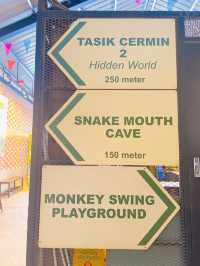 TASIK CERMIN
2
Hidden World
250 meter
SNAKE MOUTH
CAVE
150 meter
MONKEY SWING
PLAYGROUND